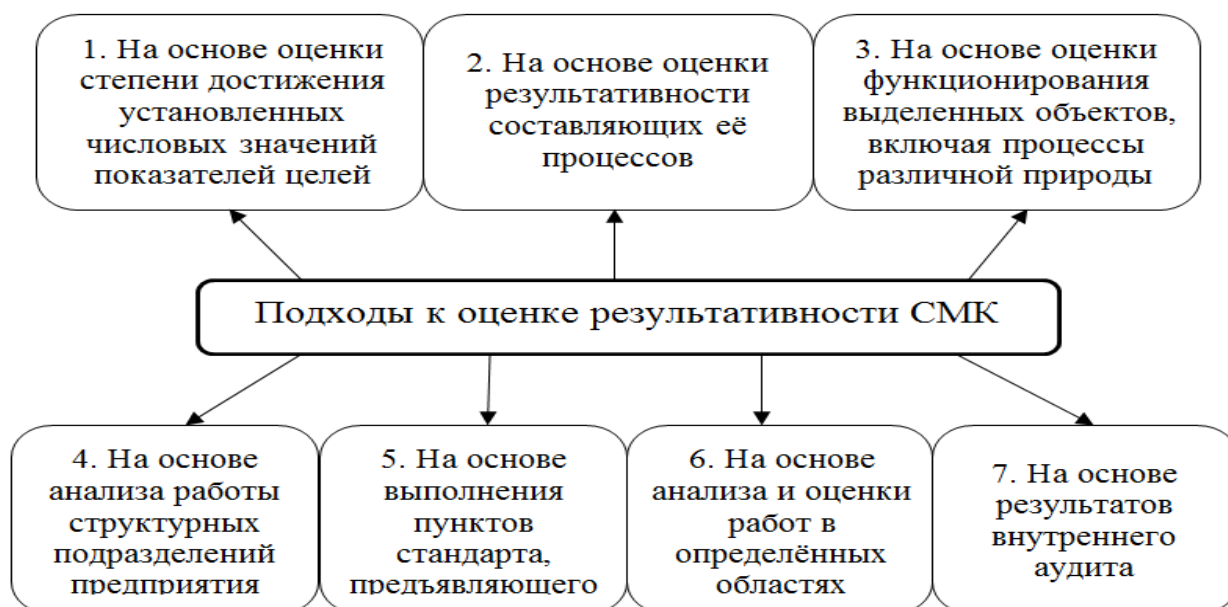 1. На основе оценки
степени достижения
установленных
числовых значений
показателей целей
2. На основе оценки
результативности
составляющих её
процессов
3. На основе оценки
функционирования
выделенных объектов,
включая процессы
различной природы
Подходы к оценке результативности СМК
4. На основе
анализа работы
структурных
подразделений
предприятия
5. На основе
выполнения
пунктов
стандарта,
предъявляющего
6. На основе
анализа и оценки
работ в
определённых
областях
7. На основе
результатов
внутреннего
аудита